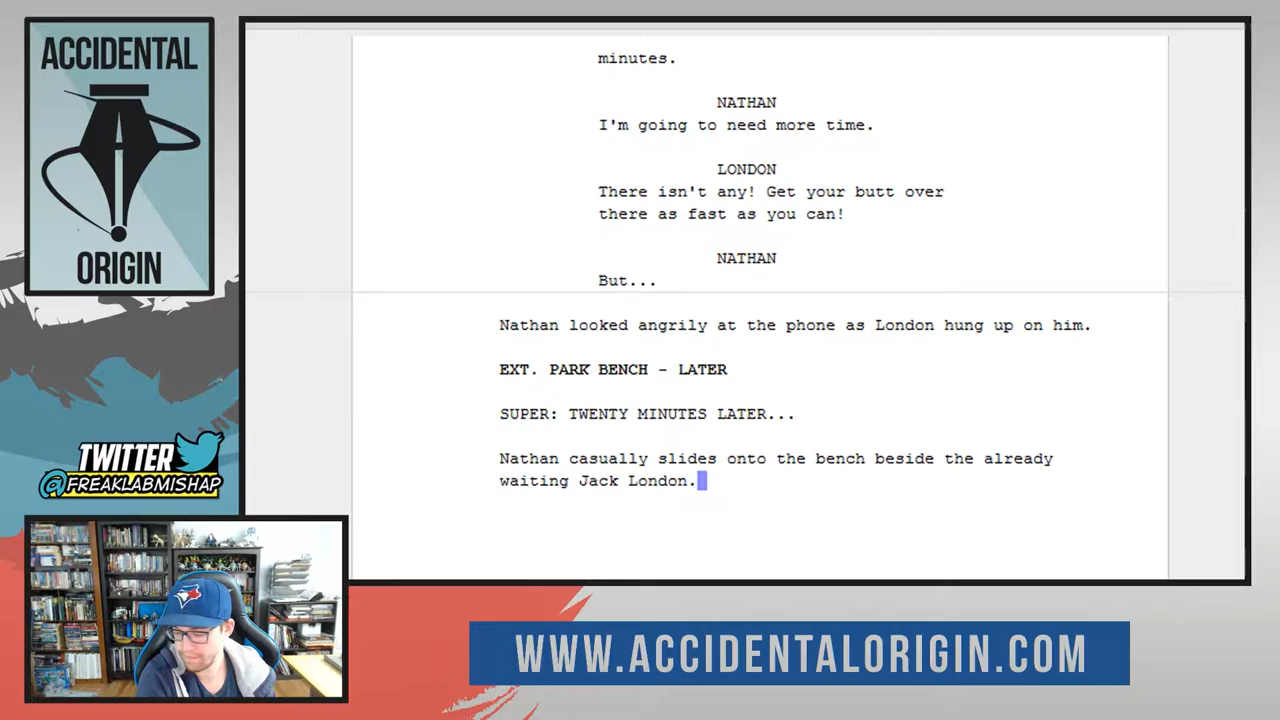 ACCIDENTAL
ORIGIN
minutes.
NATHAN
I'm going to need more time.
LONDON
There isn't any! Get your butt over
there as fast as you can!
NATHAN
But...
Nathan looked angrily at the phone as London hung up on him.
EXT. PARK BENCH - LATER
SUPER: TWENTY MINUTES LATER...
Nathan casually slides onto the bench beside the already
waiting Jack London.
TWITTER
@FREAKLABMISHAP
WWW.ACCIDENTALORIGIN.COM